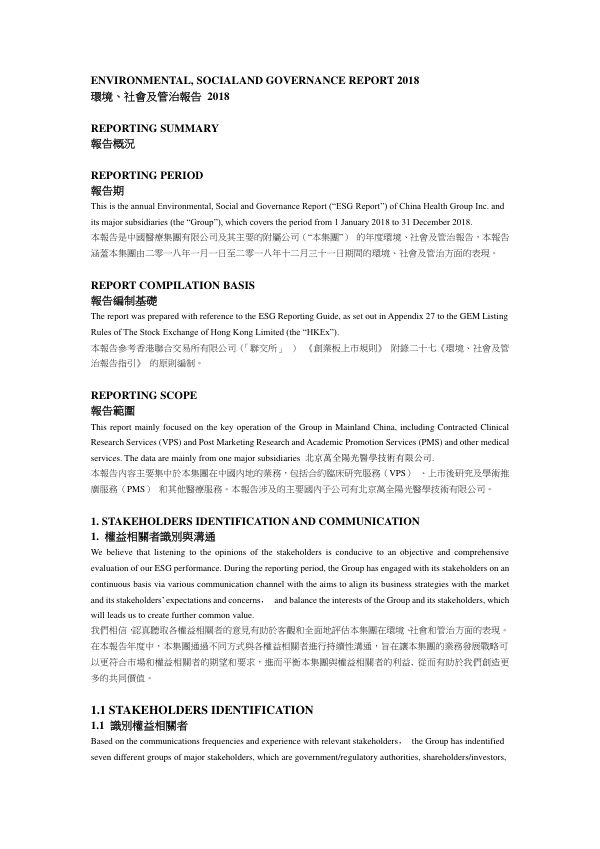 ENVIRONMENTAL, SOCIALAND GOVERNANCE REPORT 2018
環境、社會及管治報告 2018
REPORTING SUMMARY
報告概況
REPORTING PERIOD
報告期
This is the annual Environmental, Social and Governance Report (“ESG Report”) of China Health Group Inc. and
its major subsidiaries (the “Group”), which covers the period from 1 January 2018 to 31 December 2018.
本報告是中國醫療集團有限公司及其主要的附屬公司（“本集團”） 的年度環境、社會及管治報告，本報告
涵蓋本集團由二零一八年一月一日至二零一八年十二月三十一日期間的環境、社會及管治方面的表現。
REPORT COMPILATION BASIS
報告編制基礎
The report was prepared with reference to the ESG Reporting Guide, as set out in Appendix 27 to the GEM Listing
Rules of The Stock Exchange of Hong Kong Limited (the “HKEx”).
本報告參考香港聯合交易所有限公司（「聯交所」 ） 《創業板上市規則》 附錄二十七《環境、社會及管
治報告指引》 的原則編制。
REPORTING SCOPE
報告範圍
This report mainly focused on the key operation of the Group in Mainland China, including Contracted Clinical
Research Services (VPS) and Post Marketing Research and Academic Promotion Services (PMS) and other medical
services. The data are mainly from one major subsidiaries 北京萬全陽光醫學技術有限公司.
本報告內容主要集中於本集團在中國內地的業務，包括合約臨床研究服務（VPS） 、上市後研究及學術推
廣服務（PMS） 和其他醫療服務。本報告涉及的主要國內子公司有北京萬全陽光醫學技術有限公司。
1. STAKEHOLDERS IDENTIFICATION AND COMMUNICATION
1. 權益相關者識別與溝通
We believe that listening to the opinions of the stakeholders is conducive to an objective and comprehensive
evaluation of our ESG performance. During the reporting period, the Group has engaged with its stakeholders on an
continuous basis via various communication channel with the aims to align its business strategies with the market
and its stakeholders’ expectations and concerns， and balance the interests of the Group and its stakeholders, which
will leads us to create further common value.
我們相信，認真聽取各權益相關者的意見有助於客觀和全面地評估本集團在環境、社會和管治方面的表現。
在本報告年度中，本集團通過不同方式與各權益相關者進行持續性溝通，旨在讓本集團的業務發展戰略可
以更符合市場和權益相關者的期望和要求，進而平衡本集團與權益相關者的利益，從而有助於我們創造更
多的共同價值。
1.1 STAKEHOLDERS IDENTIFICATION
1.1 識別權益相關者
Based on the communications frequencies and experience with relevant stakeholders， the Group has indentified
seven different groups of major stakeholders, which are government/regulatory authorities, shareholders/investors,